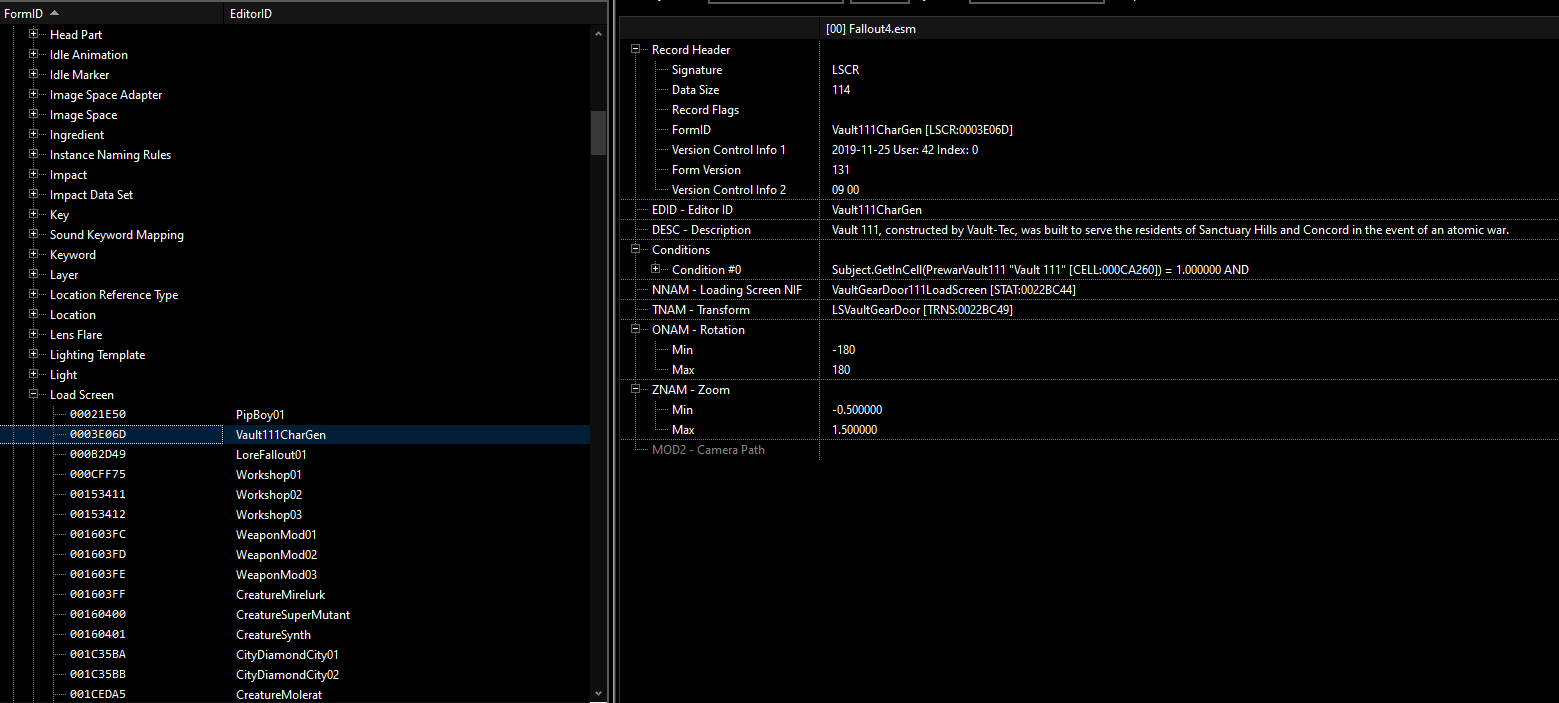 FormID EditorID
Head Part
Idle Animation
Idle Marker
Image Space Adapter
Image Space
Ingredient
Instance Naming Rules
Impact
Impact Data Set
Key
Sound Keyword Mapping
Keyword
Layer
Location Reference Type
Location
Lens Flare
Lighting Template
Light
Load Screen
00021E50 PipBoy01
0003E06D Vault111CharGen
000B2D49 LoreFallout01
000CFF75 Workshop01
00153411 Workshop02
00153412 Workshop03
001603FC WeaponMod01
001603FD WeaponMod02
001603FE WeaponMod03
001603FF CreatureMirelurk
00160400 CreatureSuperMutant
00160401 CreatureSynth
001C35BA CityDiamondCity01
001C35BB CityDiamondCity02
001CEDA5 CreatureMolerat
[00] Fallout4.esm
Record Header
Signature LSCR
Data Size 114
Record Flags
FormID Vault111CharGen [LSCR:0003E06D]
Version Control Info 1 2019-11-25 User: 42 Index: 0
Form Version 131
Version Control Info 2 09 00
EDID - Editor ID Vault111CharGen
DESC - Description Vault 111, constructed by Vault-Tec, was built to serve the residents of Sanctuary Hills and Concord in the event of an atomic war.
Conditions
Condition #0 Subject.GetInCell(PrewarVault111 "Vault 111" [CELL:000CA260]) = 1.000000 AND
NNAM - Loading Screen NIF VaultGearDoor111LoadScreen [STAT:0022BC44]
TNAM - Transform LSVaultGearDoor [TRNS:0022BC49]
ONAM - Rotation
Min -180
Max 180
ZNAM - Zoom
Min -0.500000
Max 1.500000
MOD2 - Camera Path